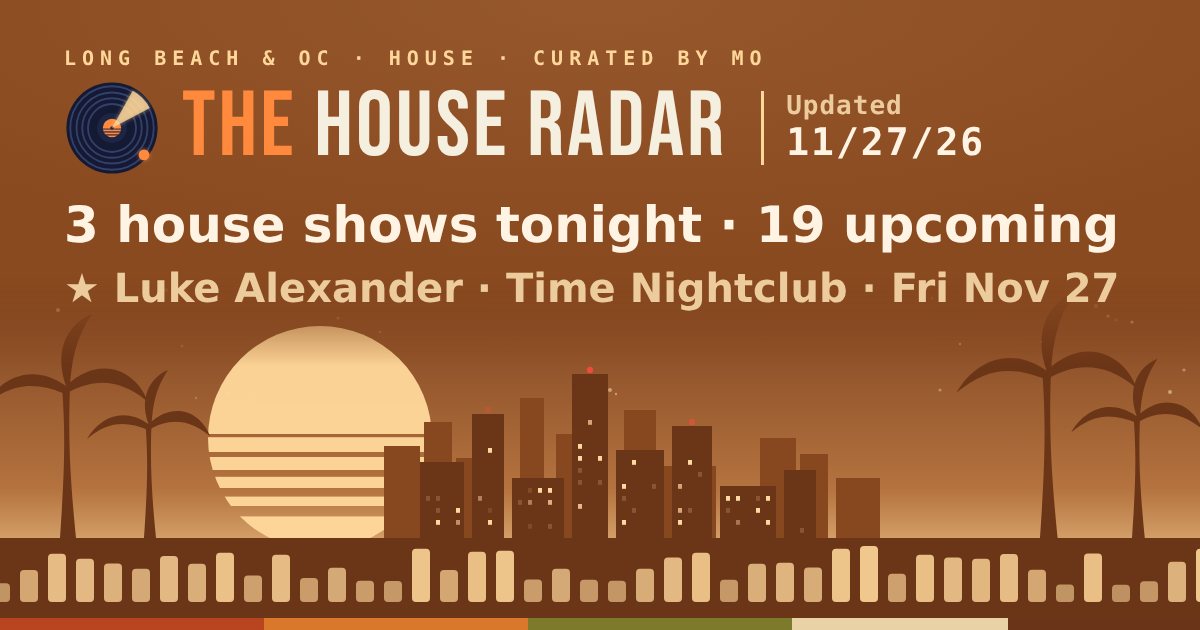 LONG BEACH & OC · HOUSE · CURATED BY MO
THE HOUSE RADAR
Updated
11/27/26
3 house shows tonight · 19 upcoming
★ Luke Alexander · Time Nightclub · Fri Nov 27